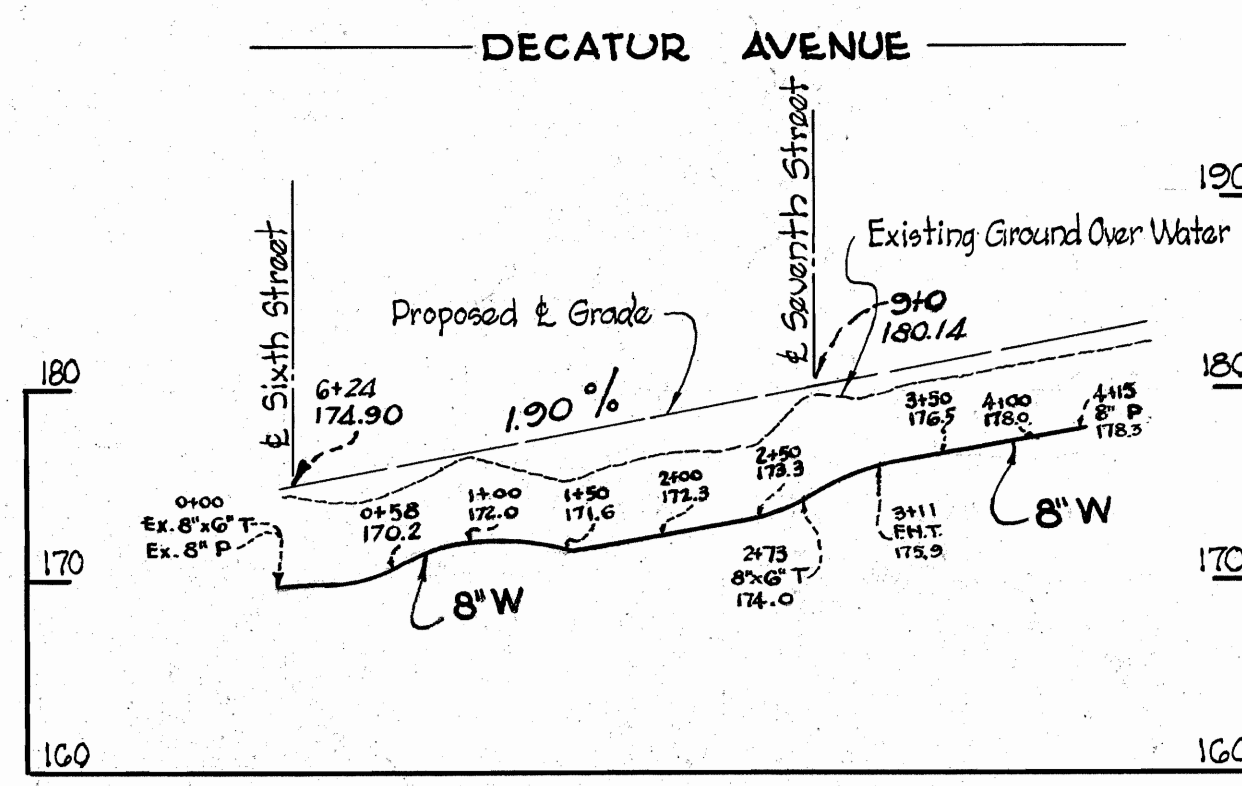 DECATUR AVENUE
190
℄ Sixth Street
℄ Seventh Street
Existing Ground Over Water
Proposed ℄ Grade
9+0
180.14
180
180
6+24
174.90
1.90 %
3+50
176.5
4+00
178.0
4+15
8" P
178.3
0+00
Ex. 8"x6" T
Ex. 8" P
0+58
170.2
1+00
172.0
1+50
171.6
2+00
172.3
2+50
173.3
8" W
3+11
F.H.T.
175.9
2+73
8"x6" T
174.0
8" W
170
170
160
160